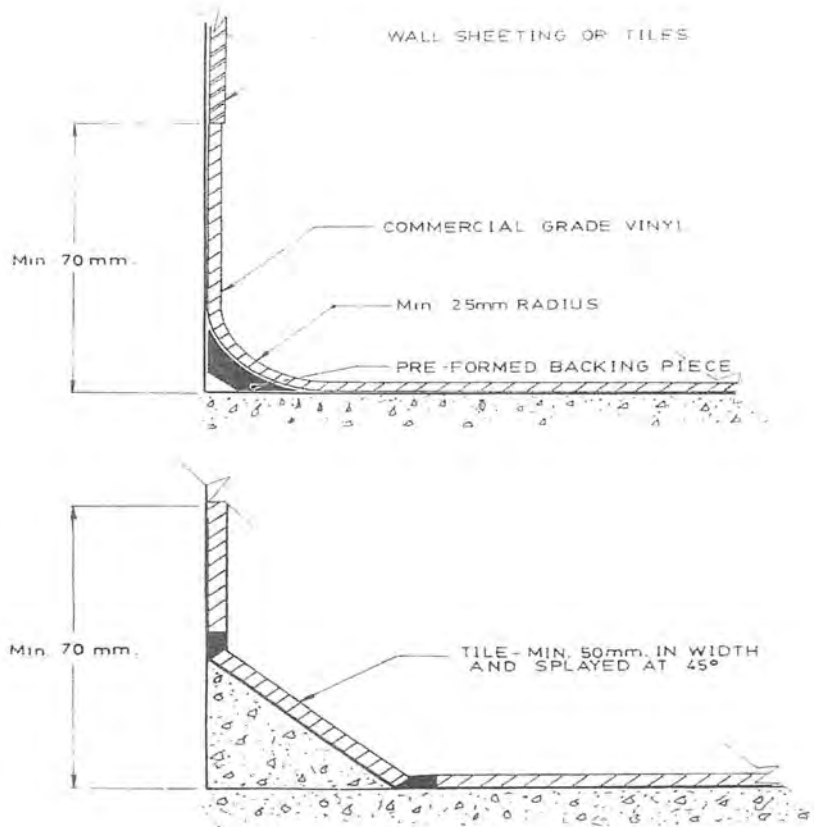 WALL SHEETING OR TILES
COMMERCIAL GRADE VINYL
Min 70 mm.
Min 25mm RADIUS
PRE-FORMED BACKING PIECE
Min. 70 mm.
TILE-MIN. 50mm. IN WIDTH
AND SPLAYED AT 45°